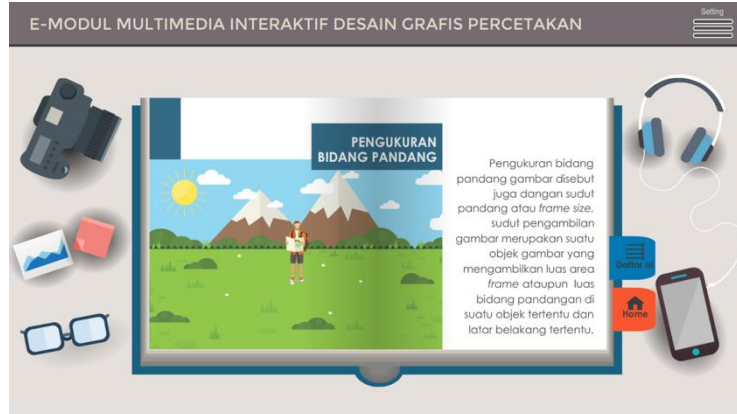 E-MODUL MULTIMEDIA INTERAKTIF DESAIN GRAFIS PERCETAKAN
Setting
PENGUKURAN
BIDANG PANDANG
Pengukuran bidang
pandang gambar disebut
juga dangan sudut
pandang atau frame size.
sudut pengambilan
gambar merupakan suatu
objek gambar yang
mengambilkan luas area
frame ataupun luas
bidang pandangan di
suatu objek tertentu dan
latar belakang tertentu.
Daftar isi
Home